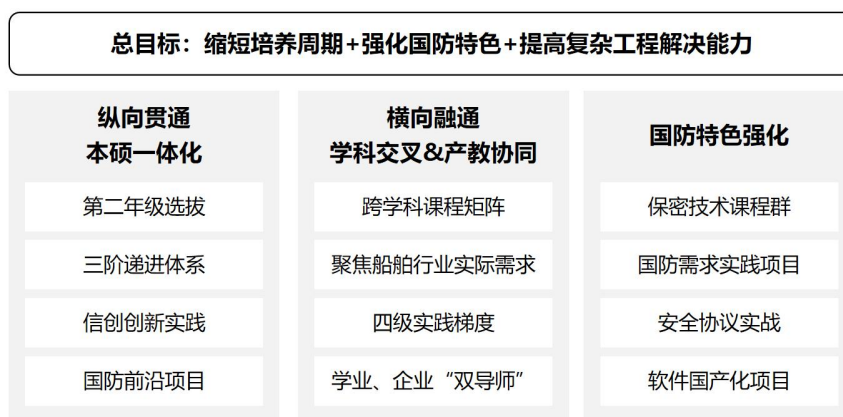 总目标：缩短培养周期+强化国防特色+提高复杂工程解决能力
纵向贯通
本硕一体化
第二年级选拔
三阶递进体系
信创创新实践
国防前沿项目
横向融通
学科交叉&产教协同
跨学科课程矩阵
聚焦船舶行业实际需求
四级实践梯度
学业、企业“双导师”
国防特色强化
保密技术课程群
国防需求实践项目
安全协议实战
软件国产化项目